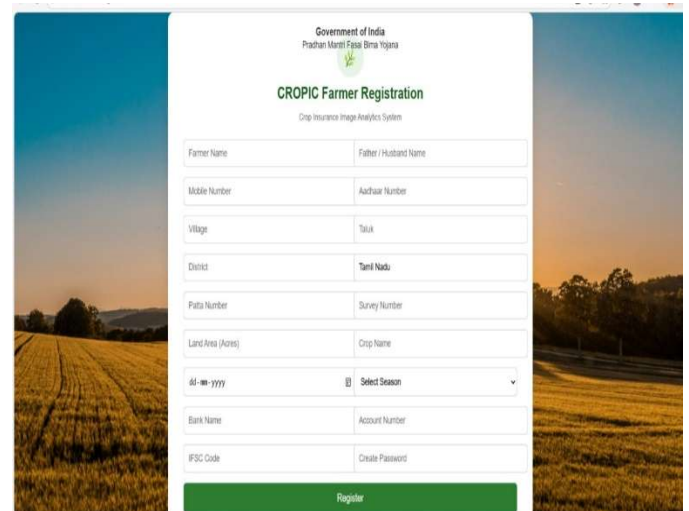 Government of India
Pradhan Mantri Fasal Bima Yojana
CROPIC Farmer Registration
Crop Insurance Image Analytics System
Farmer Name Father / Husband Name
Mobile Number Aadhaar Number
Village Taluk
District Tamil Nadu
Patta Number Survey Number
Land Area (Acres) Crop Name
dd-mm-yyyy Select Season
Bank Name Account Number
IFSC Code Create Password
Register